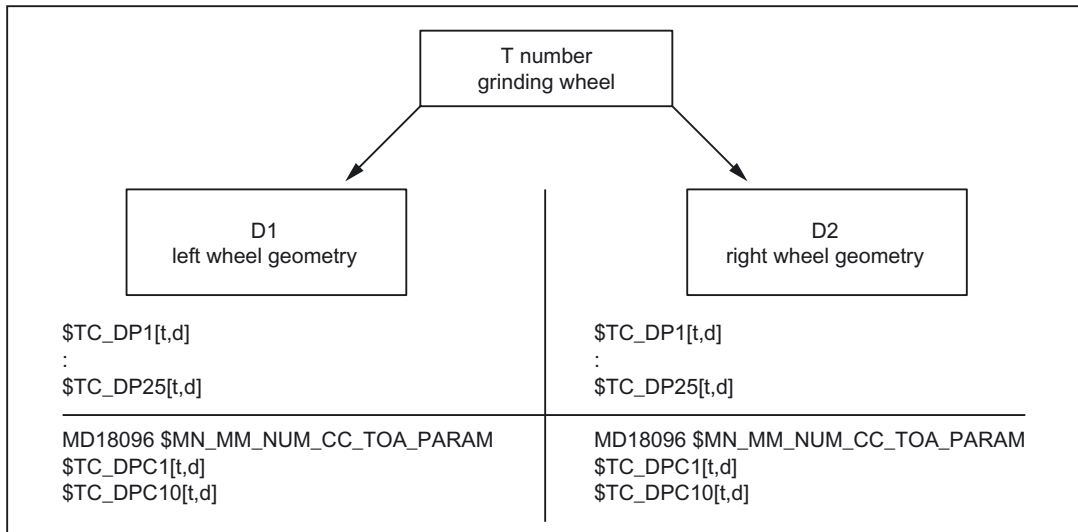 T number
grinding wheel
D1
left wheel geometry
D2
right wheel geometry
$TC_DP1[t,d]
:
$TC_DP25[t,d]
$TC_DP1[t,d]
:
$TC_DP25[t,d]
MD18096 $MN_MM_NUM_CC_TOA_PARAM
$TC_DPC1[t,d]
$TC_DPC10[t,d]
MD18096 $MN_MM_NUM_CC_TOA_PARAM
$TC_DPC1[t,d]
$TC_DPC10[t,d]